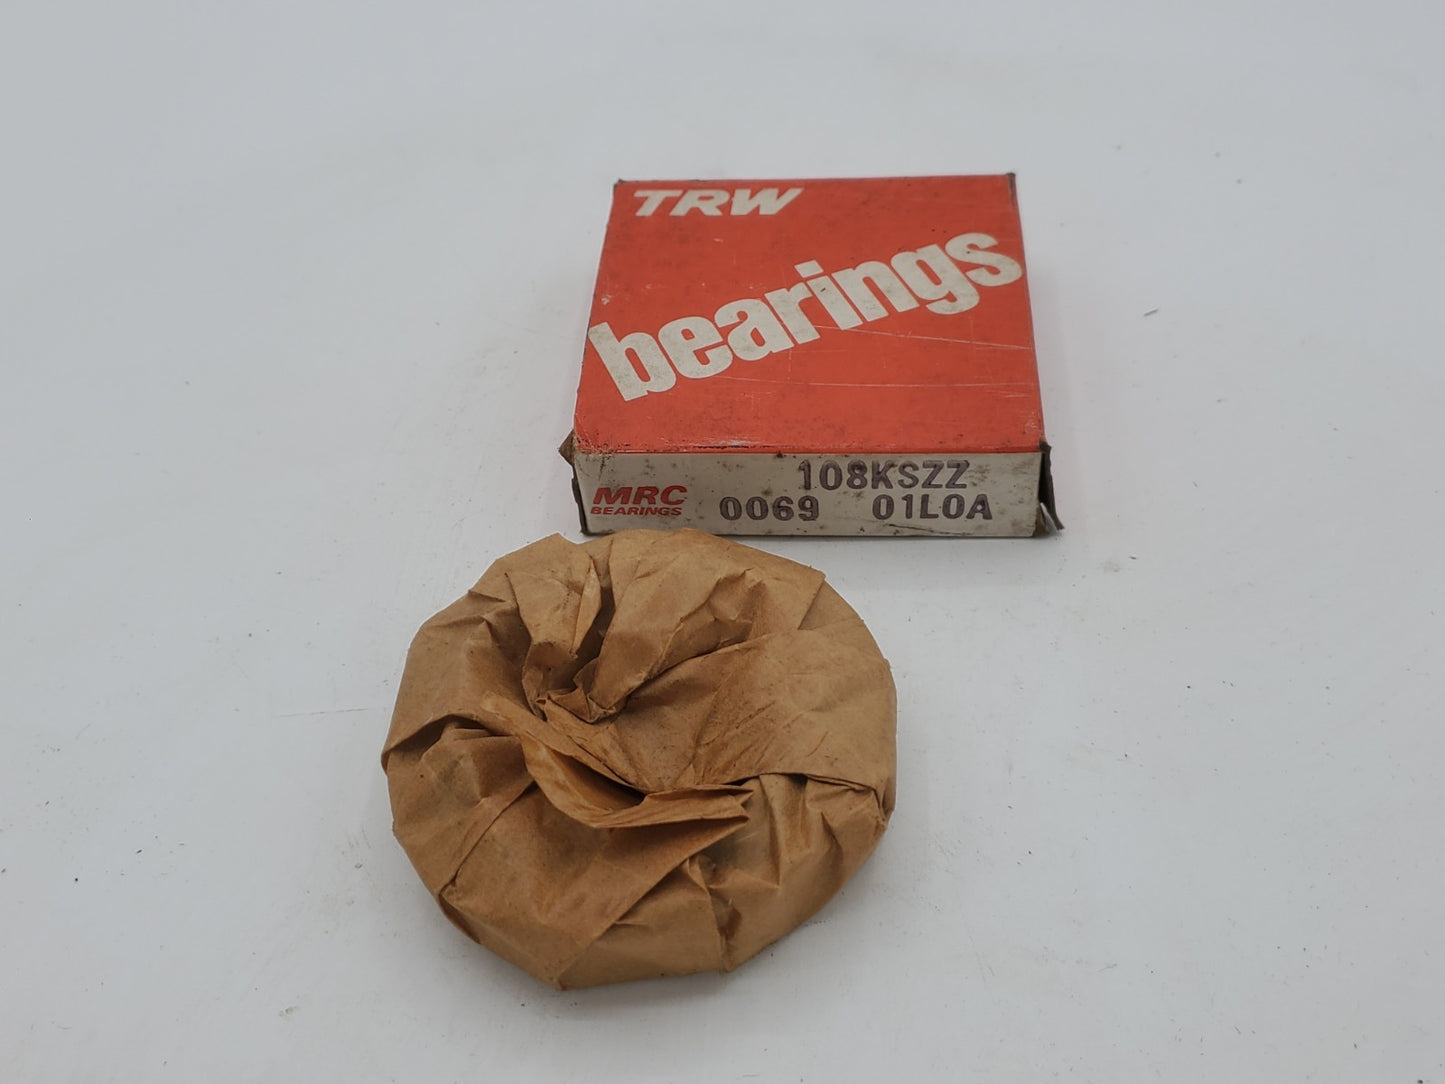 TRW
bearings
108KSZZ
MRC
BEARINGS
0069 01L0A